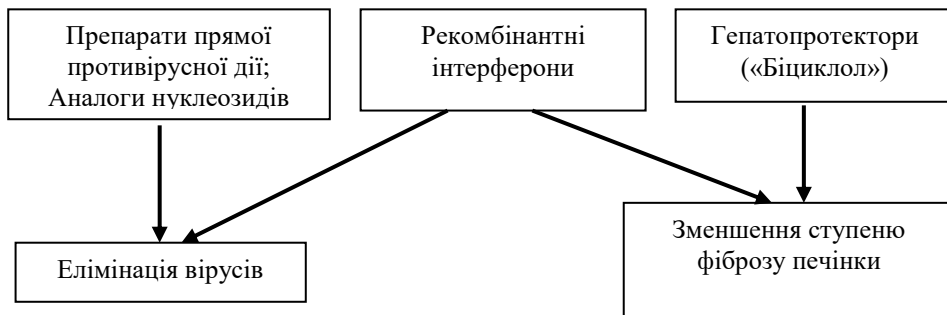 Препарати прямої
противірусної дії;
Аналоги нуклеозидів
Рекомбінантні
інтерферони
Гепатопротектори
(«Біциклол»)
Елімінація вірусів
Зменшення ступеню
фіброзу печінки